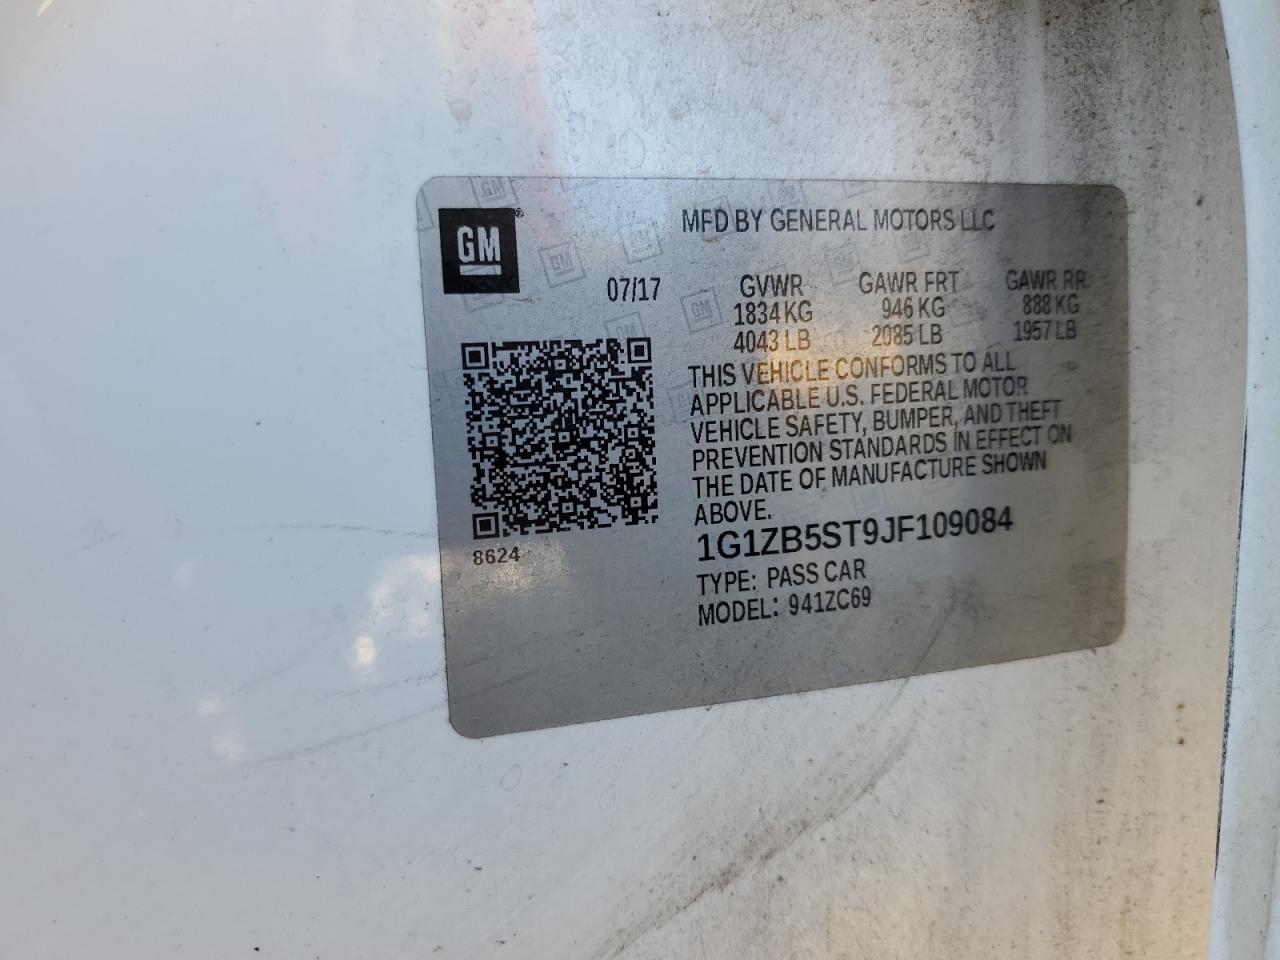 GM
MFD BY GENERAL MOTORS LLC
07/17
GVWR GAWR FRT GAWR RR
1834 KG 946 KG 888 KG
4043 LB 2085 LB 1957 LB
THIS VEHICLE CONFORMS TO ALL
APPLICABLE U.S. FEDERAL MOTOR
VEHICLE SAFETY, BUMPER, AND THEFT
PREVENTION STANDARDS IN EFFECT ON
THE DATE OF MANUFACTURE SHOWN
ABOVE.
1G1ZB5ST9JF109084
8624
TYPE: PASS CAR
MODEL: 941ZC69